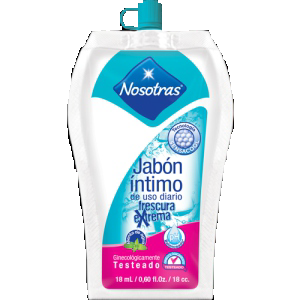 Nosotras
Jabón
íntimo
de uso diario
frescura
extrema
Ginecológicamente
Testeado
18 mL / 0,60 fl.oz. / 18 cc.